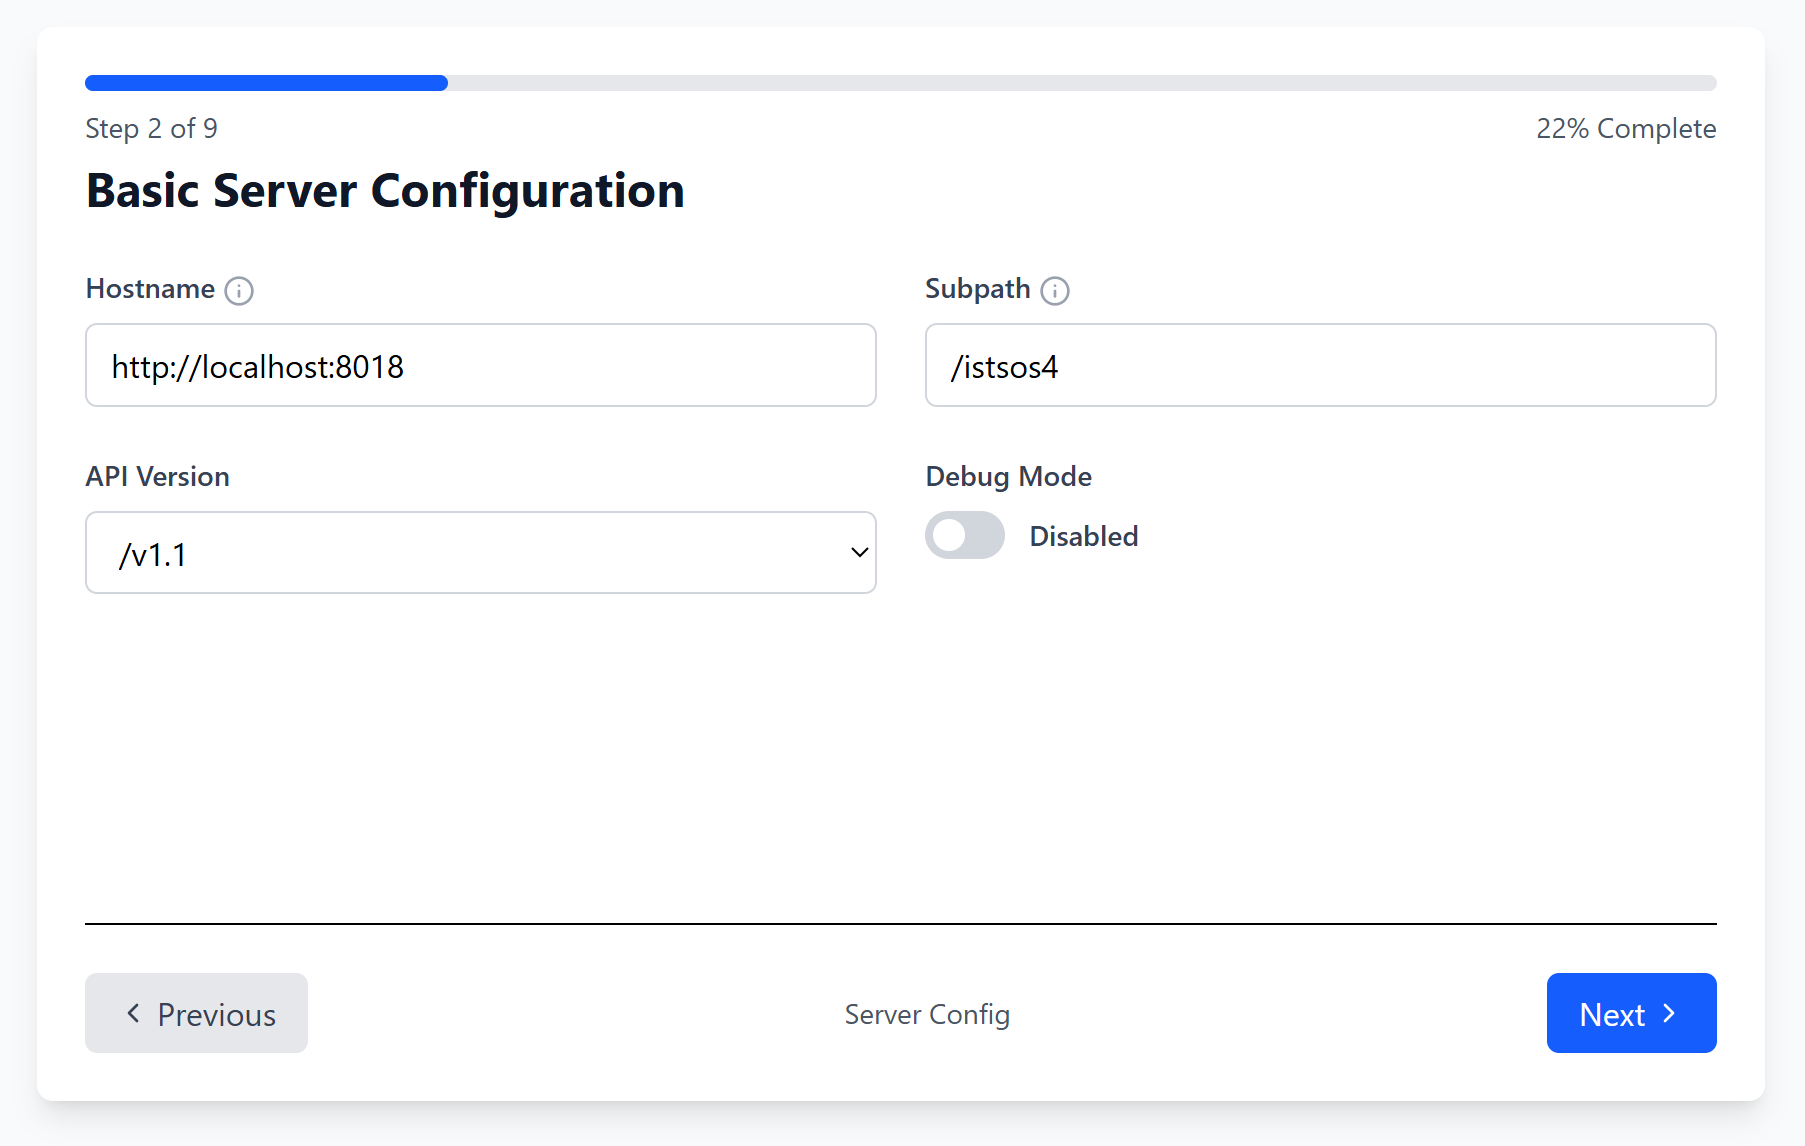 Step 2 of 9
22% Complete
Basic Server Configuration
Hostname
Subpath
http://localhost:8018
/istsos4
API Version
Debug Mode
/v1.1
Disabled
Previous
Server Config
Next